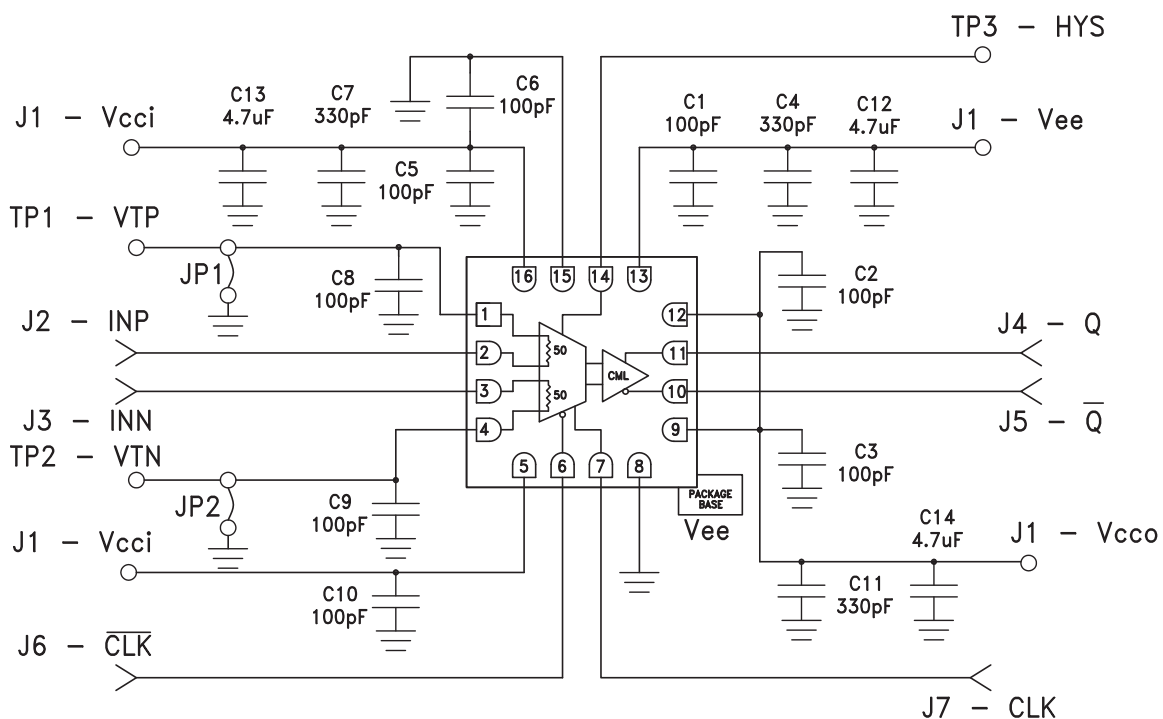 TP3 - HYS
C6
100pF
C13
4.7uF
C7
330pF
C1
100pF
C4
330pF
C12
4.7uF
J1 - Vcci
J1 - Vee
C5
100pF
TP1 - VTP
JP1
C8
100pF
16
15
14
13
C2
100pF
1
12
J2 - INP
J4 - Q
2
50
11
CML
3
50
10
J3 - INN
J5 - Q̅
4
9
TP2 - VTN
C3
100pF
5
6
7
8
JP2
C9
100pF
PACKAGE
BASE
Vee
C14
4.7uF
J1 - Vcci
J1 - Vcco
C10
100pF
C11
330pF
J6 - C̅L̅K̅
J7 - CLK